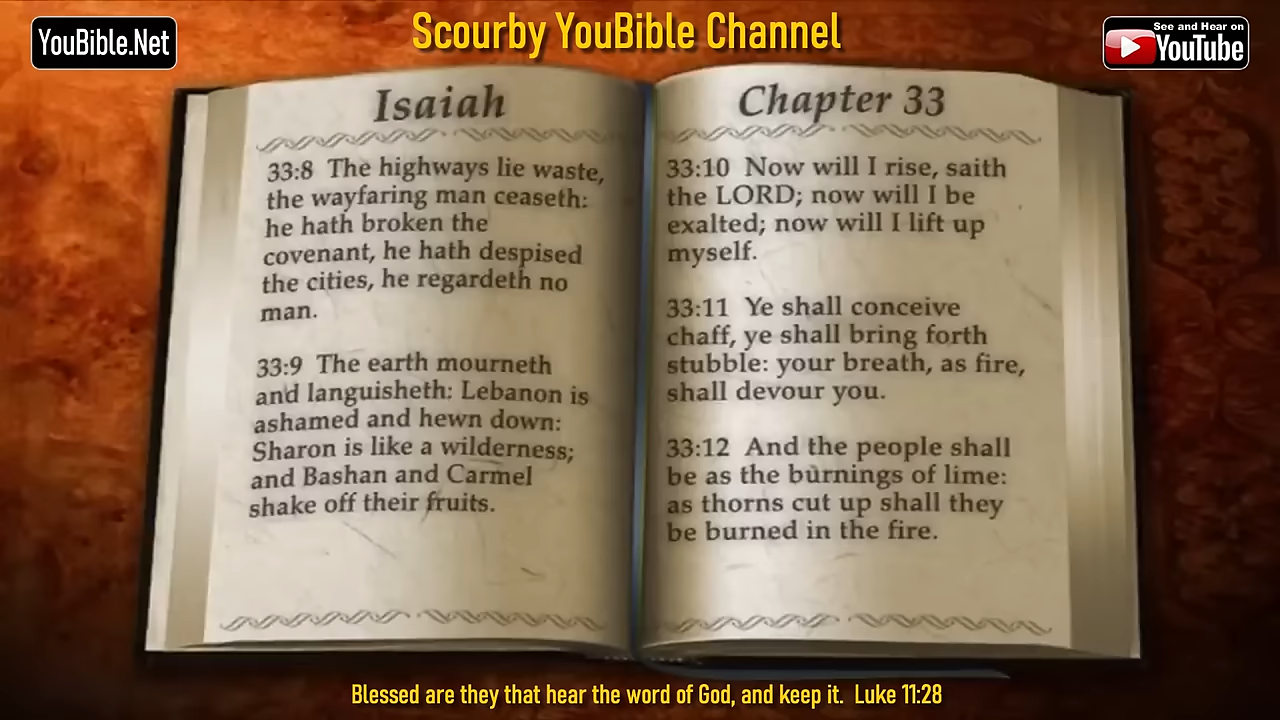 YouBible.Net
Scourby YouBible Channel
See and Hear on
YouTube
Isaiah
33:8 The highways lie waste,
the wayfaring man ceaseth:
he hath broken the
covenant, he hath despised
the cities, he regardeth no
man.
33:9 The earth mourneth
and languisheth: Lebanon is
ashamed and hewn down:
Sharon is like a wilderness;
and Bashan and Carmel
shake off their fruits.
Chapter 33
33:10 Now will I rise, saith
the LORD; now will I be
exalted; now will I lift up
myself.
33:11 Ye shall conceive
chaff, ye shall bring forth
stubble: your breath, as fire,
shall devour you.
33:12 And the people shall
be as the burnings of lime:
as thorns cut up shall they
be burned in the fire.
Blessed are they that hear the word of God, and keep it. Luke 11:28